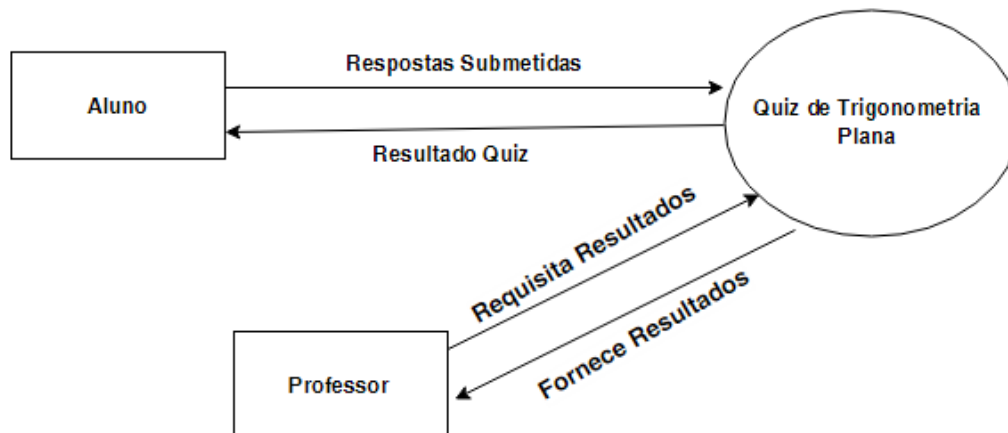 Respostas Submetidas
Aluno
Quiz de Trigonometria
Plana
Resultado Quiz
Requisita Resultados
Fornece Resultados
Professor